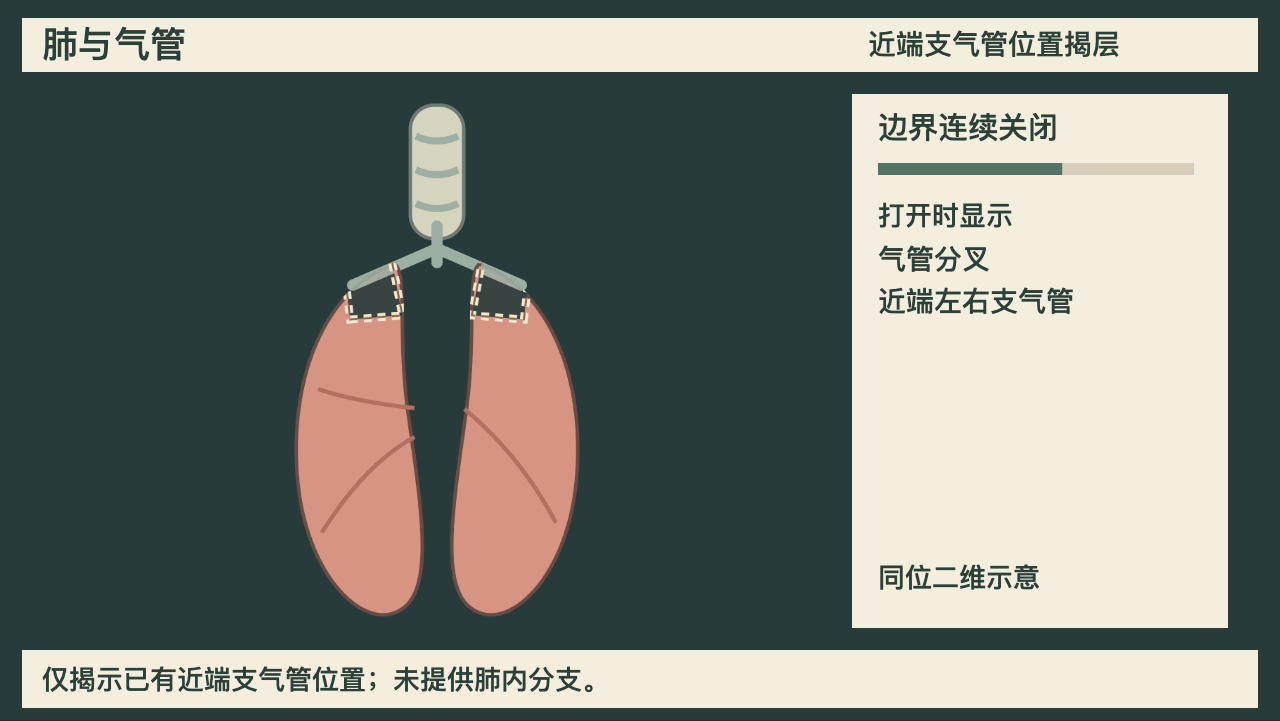 肺与气管
近端支气管位置揭层
边界连续关闭
打开时显示
气管分叉
近端左右支气管
同位二维示意
仅揭示已有近端支气管位置；未提供肺内分支。